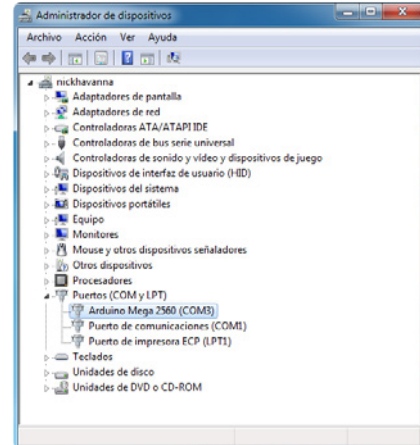 Administrador de dispositivos
Archivo Acción Ver Ayuda
nickhavanna
Adaptadores de pantalla
Adaptadores de red
Controladoras ATA/ATAPI IDE
Controladoras de bus serie universal
Controladoras de sonido y vídeo y dispositivos de juego
Dispositivos de interfaz de usuario (HID)
Dispositivos del sistema
Dispositivos portátiles
Equipo
Monitores
Mouse y otros dispositivos señaladores
Otros dispositivos
Procesadores
Puertos (COM y LPT)
Arduino Mega 2560 (COM3)
Puerto de comunicaciones (COM1)
Puerto de impresora ECP (LPT1)
Teclados
Unidades de disco
Unidades de DVD o CD-ROM